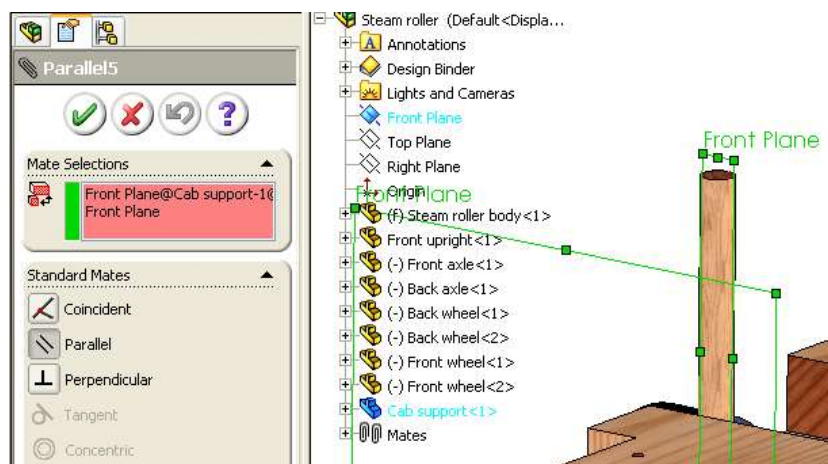 Parallel5
Mate Selections
Front Plane@Cab support-1@
Front Plane
Standard Mates
Coincident
Parallel
Perpendicular
Tangent
Concentric
Steam roller (Default<Displa...
Annotations
Design Binder
Lights and Cameras
Front Plane
Top Plane
Right Plane
Origin
Front Plane
(f) Steam roller body<1>
Front upright<1>
(-) Front axle<1>
(-) Back axle<1>
(-) Back wheel<1>
(-) Back wheel<2>
(-) Front wheel<1>
(-) Front wheel<2>
Cab support<1>
Mates
Front Plane